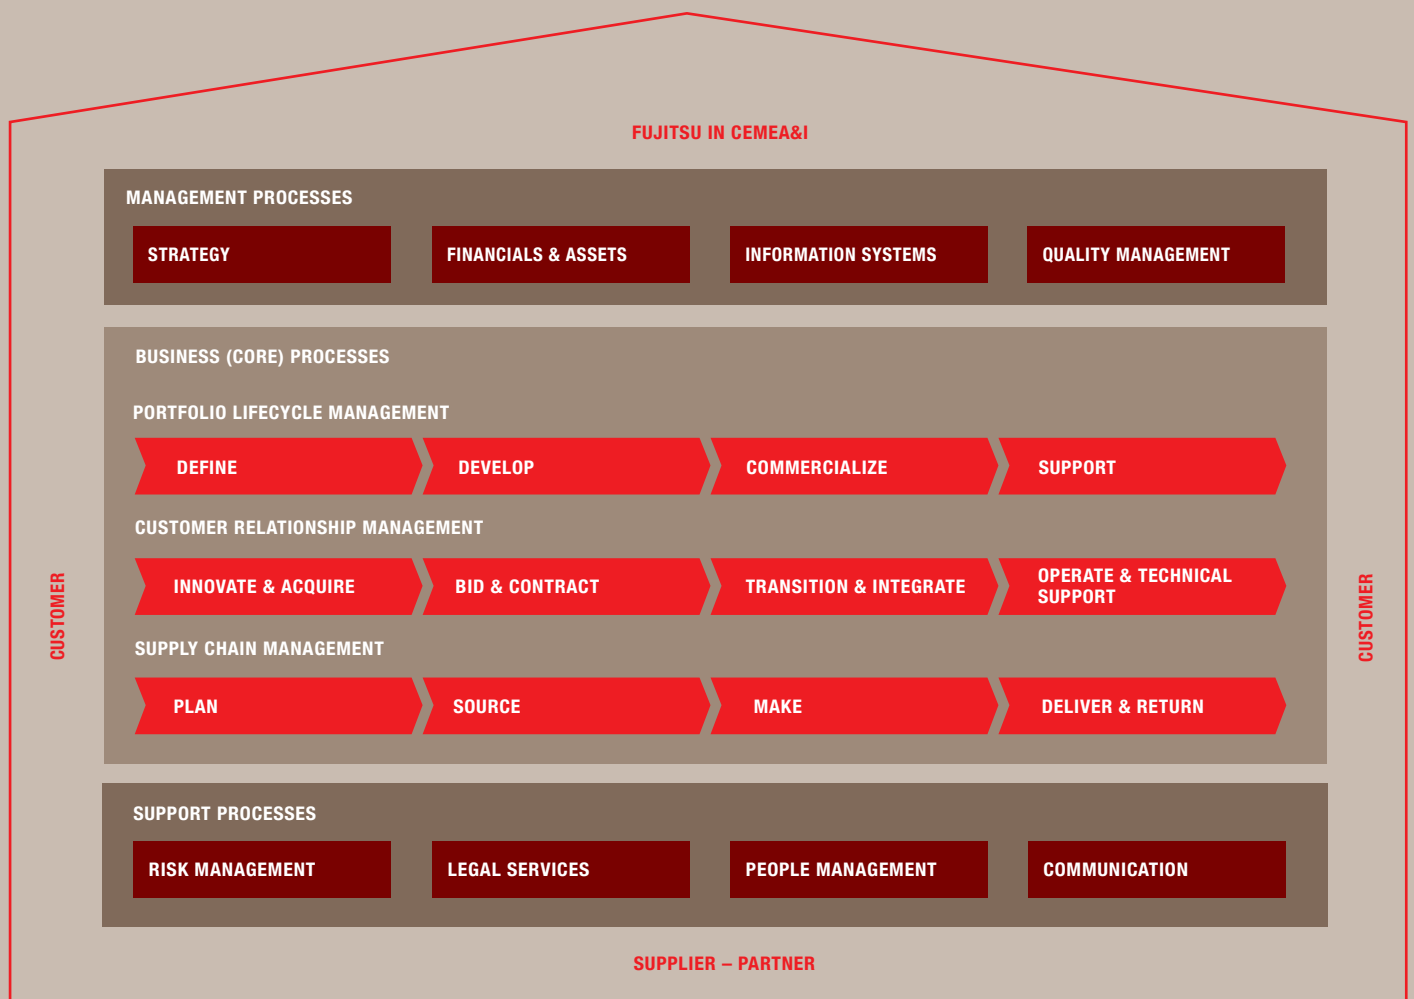 FUJITSU IN CEMEA&I
MANAGEMENT PROCESSES
STRATEGY
FINANCIALS & ASSETS
INFORMATION SYSTEMS
QUALITY MANAGEMENT
BUSINESS (CORE) PROCESSES
PORTFOLIO LIFECYCLE MANAGEMENT
DEFINE
DEVELOP
COMMERCIALIZE
SUPPORT
CUSTOMER RELATIONSHIP MANAGEMENT
INNOVATE & ACQUIRE
BID & CONTRACT
TRANSITION & INTEGRATE
OPERATE & TECHNICAL
SUPPORT
SUPPLY CHAIN MANAGEMENT
PLAN
SOURCE
MAKE
DELIVER & RETURN
CUSTOMER
CUSTOMER
SUPPORT PROCESSES
RISK MANAGEMENT
LEGAL SERVICES
PEOPLE MANAGEMENT
COMMUNICATION
SUPPLIER – PARTNER